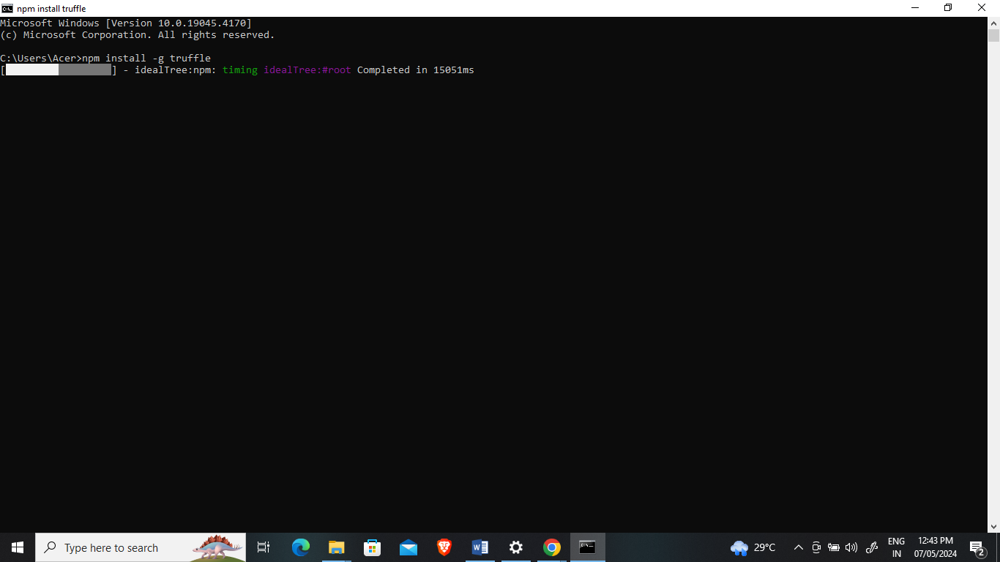 npm install truffle
Microsoft Windows [Version 10.0.19045.4170]
(c) Microsoft Corporation. All rights reserved.
C:\Users\Acer>npm install -g truffle
[                  ] - idealTree:npm: timing idealTree:#root Completed in 15051ms
Type here to search
29°C
ENG
IN
12:43 PM
07/05/2024
2